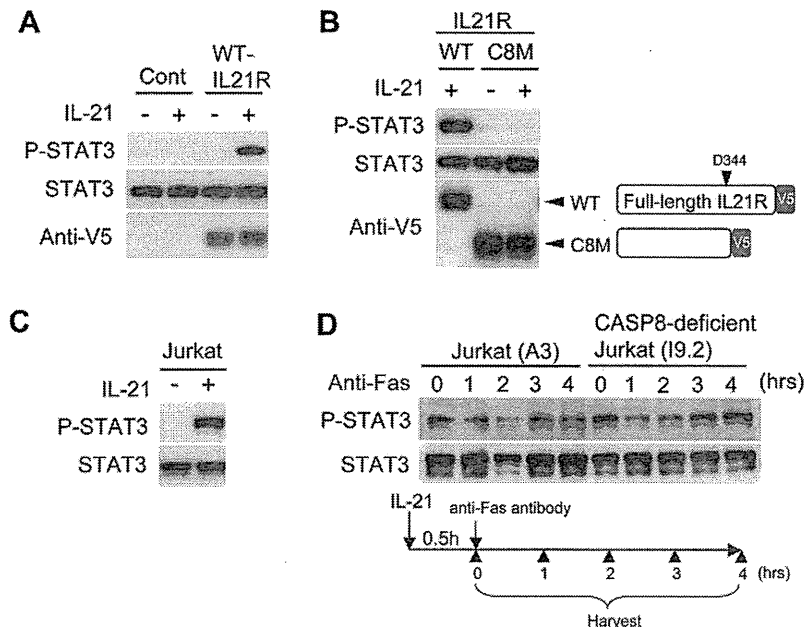 A
Cont
WT-
IL21R
IL-21 - + - +
P-STAT3
STAT3
Anti-V5
B
IL21R
WT C8M
IL-21 + - +
P-STAT3
STAT3
Anti-V5
WT
C8M
D344
Full-length IL21R V5
V5
C
Jurkat
IL-21 - +
P-STAT3
STAT3
D
CASP8-deficient
Jurkat (A3) Jurkat (I9.2)
Anti-Fas 0 1 2 3 4 0 1 2 3 4 (hrs)
P-STAT3
STAT3
IL-21
anti-Fas antibody
0.5h
0 1 2 3 4 (hrs)
Harvest